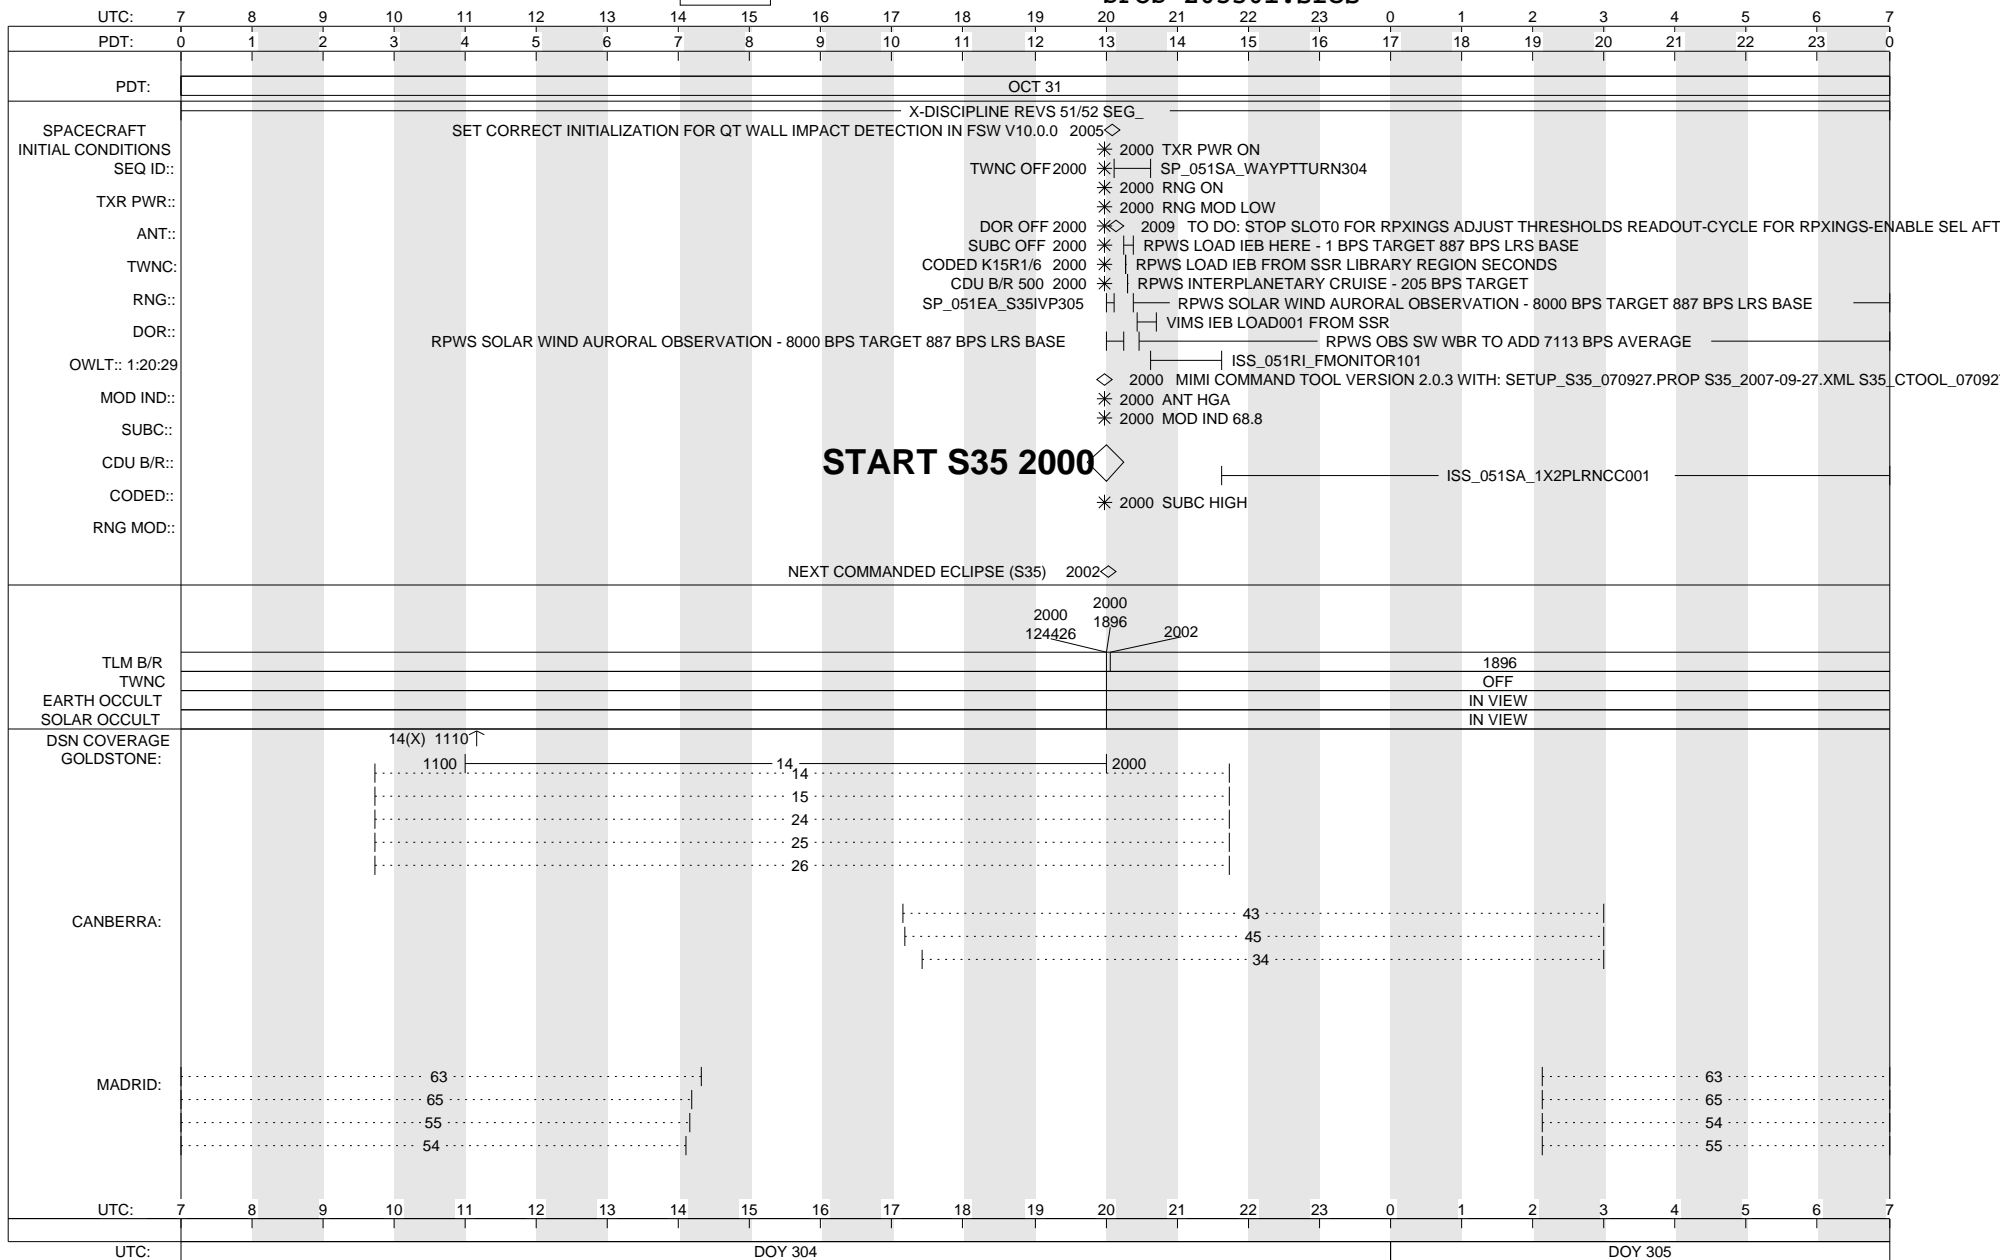 UTC: 7 8 9 10 11 12 13 14 15 16 17 18 19 20 21 22 23 0 1 2 3 4 5 6 7
PDT: 0 1 2 3 4 5 6 7 8 9 10 11 12 13 14 15 16 17 18 19 20 21 22 23 0
PDT: OCT 31
X-DISCIPLINE REVS 51/52 SEG_
SPACECRAFT
INITIAL CONDITIONS
SEQ ID::
TXR PWR::
ANT::
TWNC:
RNG::
DOR::
OWLT:: 1:20:29
MOD IND::
SUBC::
CDU B/R::
CODED::
RNG MOD::
SET CORRECT INITIALIZATION FOR QT WALL IMPACT DETECTION IN FSW V10.0.0 2005
2000 TXR PWR ON
TWNC OFF 2000 SP_051SA_WAYPTTURN304
2000 RNG ON
2000 RNG MOD LOW
DOR OFF 2000 2009 TO DO: STOP SLOT0 FOR RPXINGS ADJUST THRESHOLDS READOUT-CYCLE FOR RPXINGS-ENABLE SEL AFT
SUBC OFF 2000 RPWS LOAD IEB HERE - 1 BPS TARGET 887 BPS LRS BASE
CODED K15R1/6 2000 RPWS LOAD IEB FROM SSR LIBRARY REGION SECONDS
CDU B/R 500 2000 RPWS INTERPLANETARY CRUISE - 205 BPS TARGET
SP_051EA_S35IVP305 RPWS SOLAR WIND AURORAL OBSERVATION - 8000 BPS TARGET 887 BPS LRS BASE
VIMS IEB LOAD001 FROM SSR
RPWS SOLAR WIND AURORAL OBSERVATION - 8000 BPS TARGET 887 BPS LRS BASE RPWS OBS SW WBR TO ADD 7113 BPS AVERAGE
ISS_051RI_FMONITOR101
2000 MIMI COMMAND TOOL VERSION 2.0.3 WITH: SETUP_S35_070927.PROP S35_2007-09-27.XML S35_CTOOL_07092
2000 ANT HGA
2000 MOD IND 68.8
START S35 2000
ISS_051SA_1X2PLRNCC001
2000 SUBC HIGH
NEXT COMMANDED ECLIPSE (S35) 2002
2000
124426
2000
1896
2002
TLM B/R 1896
TWNC OFF
EARTH OCCULT IN VIEW
SOLAR OCCULT IN VIEW
DSN COVERAGE
14(X) 1110
GOLDSTONE:
1100 14 2000
14
15
24
25
26
CANBERRA:
43
45
34
MADRID:
63 63
65 65
55 54
54 55
UTC: 7 8 9 10 11 12 13 14 15 16 17 18 19 20 21 22 23 0 1 2 3 4 5 6 7
UTC: DOY 304 DOY 305